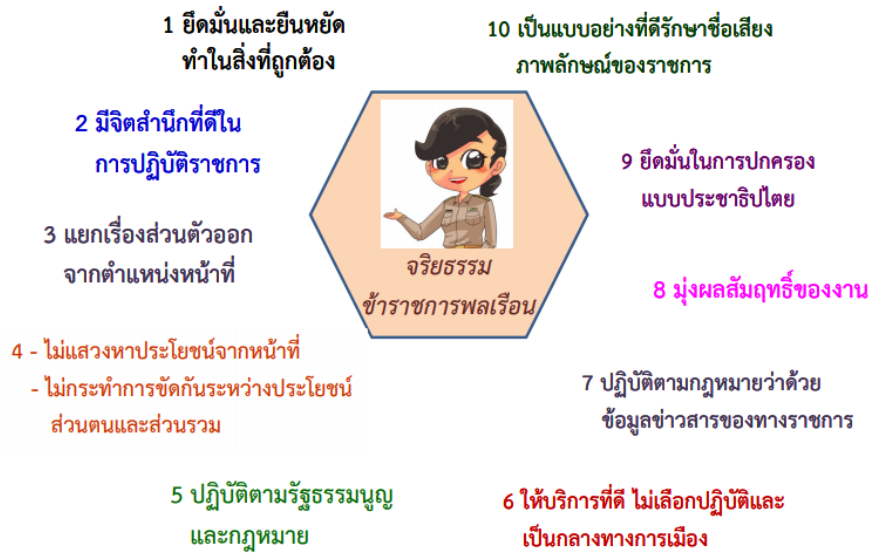 1 ยึดมั่นและยืนหยัด
ทำในสิ่งที่ถูกต้อง
2 มีจิตสำนึกที่ดีใน
การปฏิบัติราชการ
3 แยกเรื่องส่วนตัวออก
จากตำแหน่งหน้าที่
4 - ไม่แสวงหาประโยชน์จากหน้าที่
- ไม่กระทำการขัดกันระหว่างประโยชน์
ส่วนตนและส่วนรวม
5 ปฏิบัติตามรัฐธรรมนูญ
และกฎหมาย
6 ให้บริการที่ดี ไม่เลือกปฏิบัติและ
เป็นกลางทางการเมือง
7 ปฏิบัติตามกฎหมายว่าด้วย
ข้อมูลข่าวสารของทางราชการ
8 มุ่งผลสัมฤทธิ์ของงาน
9 ยึดมั่นในการปกครอง
แบบประชาธิปไตย
10 เป็นแบบอย่างที่ดีรักษาชื่อเสียง
ภาพลักษณ์ของราชการ
จริยธรรม
ข้าราชการพลเรือน